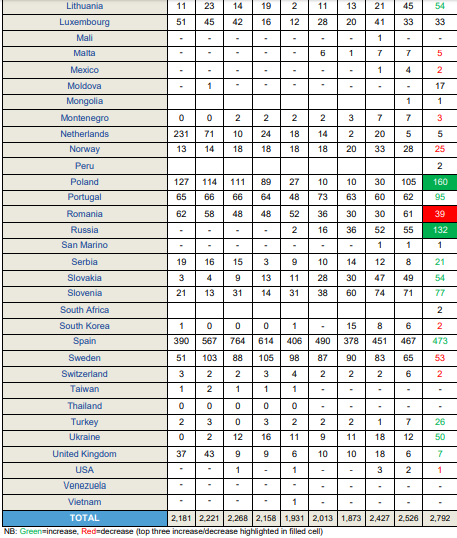 Lithuania 11 23 14 19 2 11 13 21 45 54
Luxembourg 51 45 42 16 12 28 20 41 33 33
Mali - - - - - - - 1 -
Malta - - - - - 6 1 7 7 5
Mexico - - - - - - - 1 4 2
Moldova - 1 - - - - - - - 17
Mongolia 1 1
Montenegro 0 0 2 2 2 2 3 7 7 3
Netherlands 231 71 10 24 18 14 2 20 5 5
Norway 13 14 18 18 18 18 20 33 28 25
Peru 2
Poland 127 114 111 89 27 10 10 30 105 160
Portugal 65 66 66 64 48 73 63 60 62 95
Romania 62 58 48 48 52 36 30 30 61 39
Russia - - - - 2 16 36 52 55 132
San Marino - - - - - - - 1 1 1
Serbia 19 16 15 3 9 10 14 12 8 21
Slovakia 3 4 9 13 11 28 30 47 49 54
Slovenia 21 13 31 14 31 38 60 74 71 77
South Africa 2
South Korea 1 0 0 0 1 - 15 8 6 2
Spain 390 567 764 614 406 490 378 451 467 473
Sweden 51 103 88 105 98 87 90 83 65 53
Switzerland 3 2 2 3 4 2 2 2 6 2
Taiwan 1 2 1 1 1 - - - - -
Thailand 0 0 0 0 0 - - - - -
Turkey 2 3 0 3 2 2 2 1 7 26
Ukraine 0 2 12 16 11 9 11 18 12 50
United Kingdom 37 43 9 9 6 10 10 18 6 7
USA - - 1 - 1 - - 3 2 1
Venezuela - - - - - - - - - -
Vietnam - - - - 1 - - - - -
TOTAL 2,181 2,221 2,268 2,158 1,931 2,013 1,873 2,427 2,526 2,792
NB: Green=increase, Red=decrease (top three increase/decrease highlighted in filled cell)